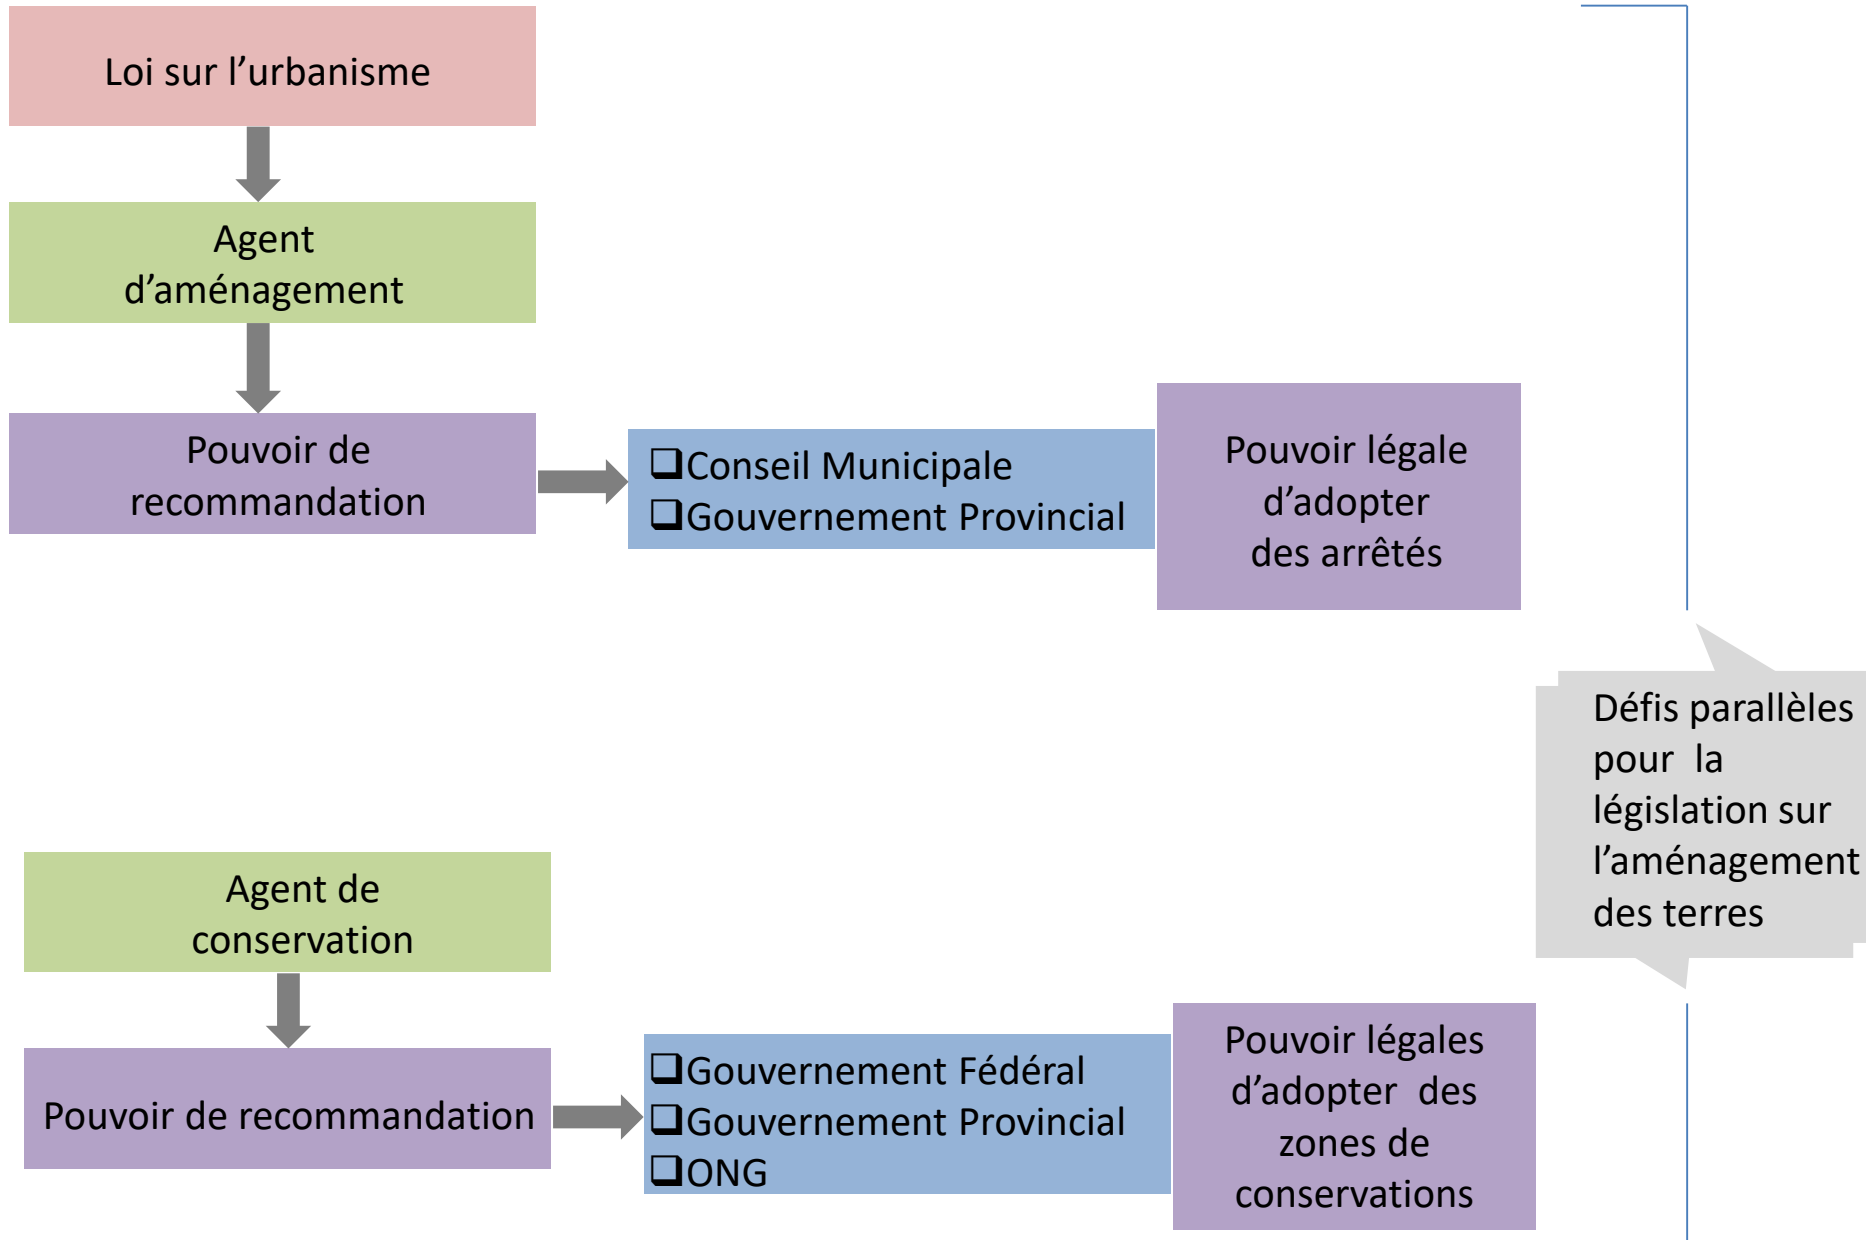 Loi sur l’urbanisme
Agent
d’aménagement
Pouvoir de
recommandation
❑Conseil Municipale
❑Gouvernement Provincial
Pouvoir légale
d’adopter
des arrêtés
Défis parallèles
pour la
législation sur
l’aménagement
des terres
Agent de
conservation
Pouvoir de recommandation
❑Gouvernement Fédéral
❑Gouvernement Provincial
❑ONG
Pouvoir légales
d’adopter des
zones de
conservations